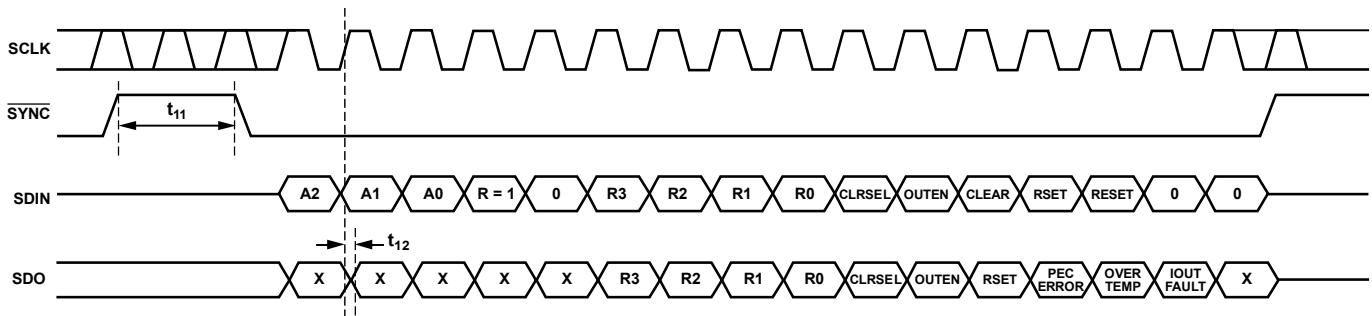 SCLK
SYNC
t11
SDIN
A2 A1 A0 R = 1 0 R3 R2 R1 R0 CLRSEL OUTEN CLEAR RSET RESET 0 0
t12
SDO
X X X X X R3 R2 R1 R0 CLRSEL OUTEN RSET PEC ERROR OVER TEMP IOUT FAULT X